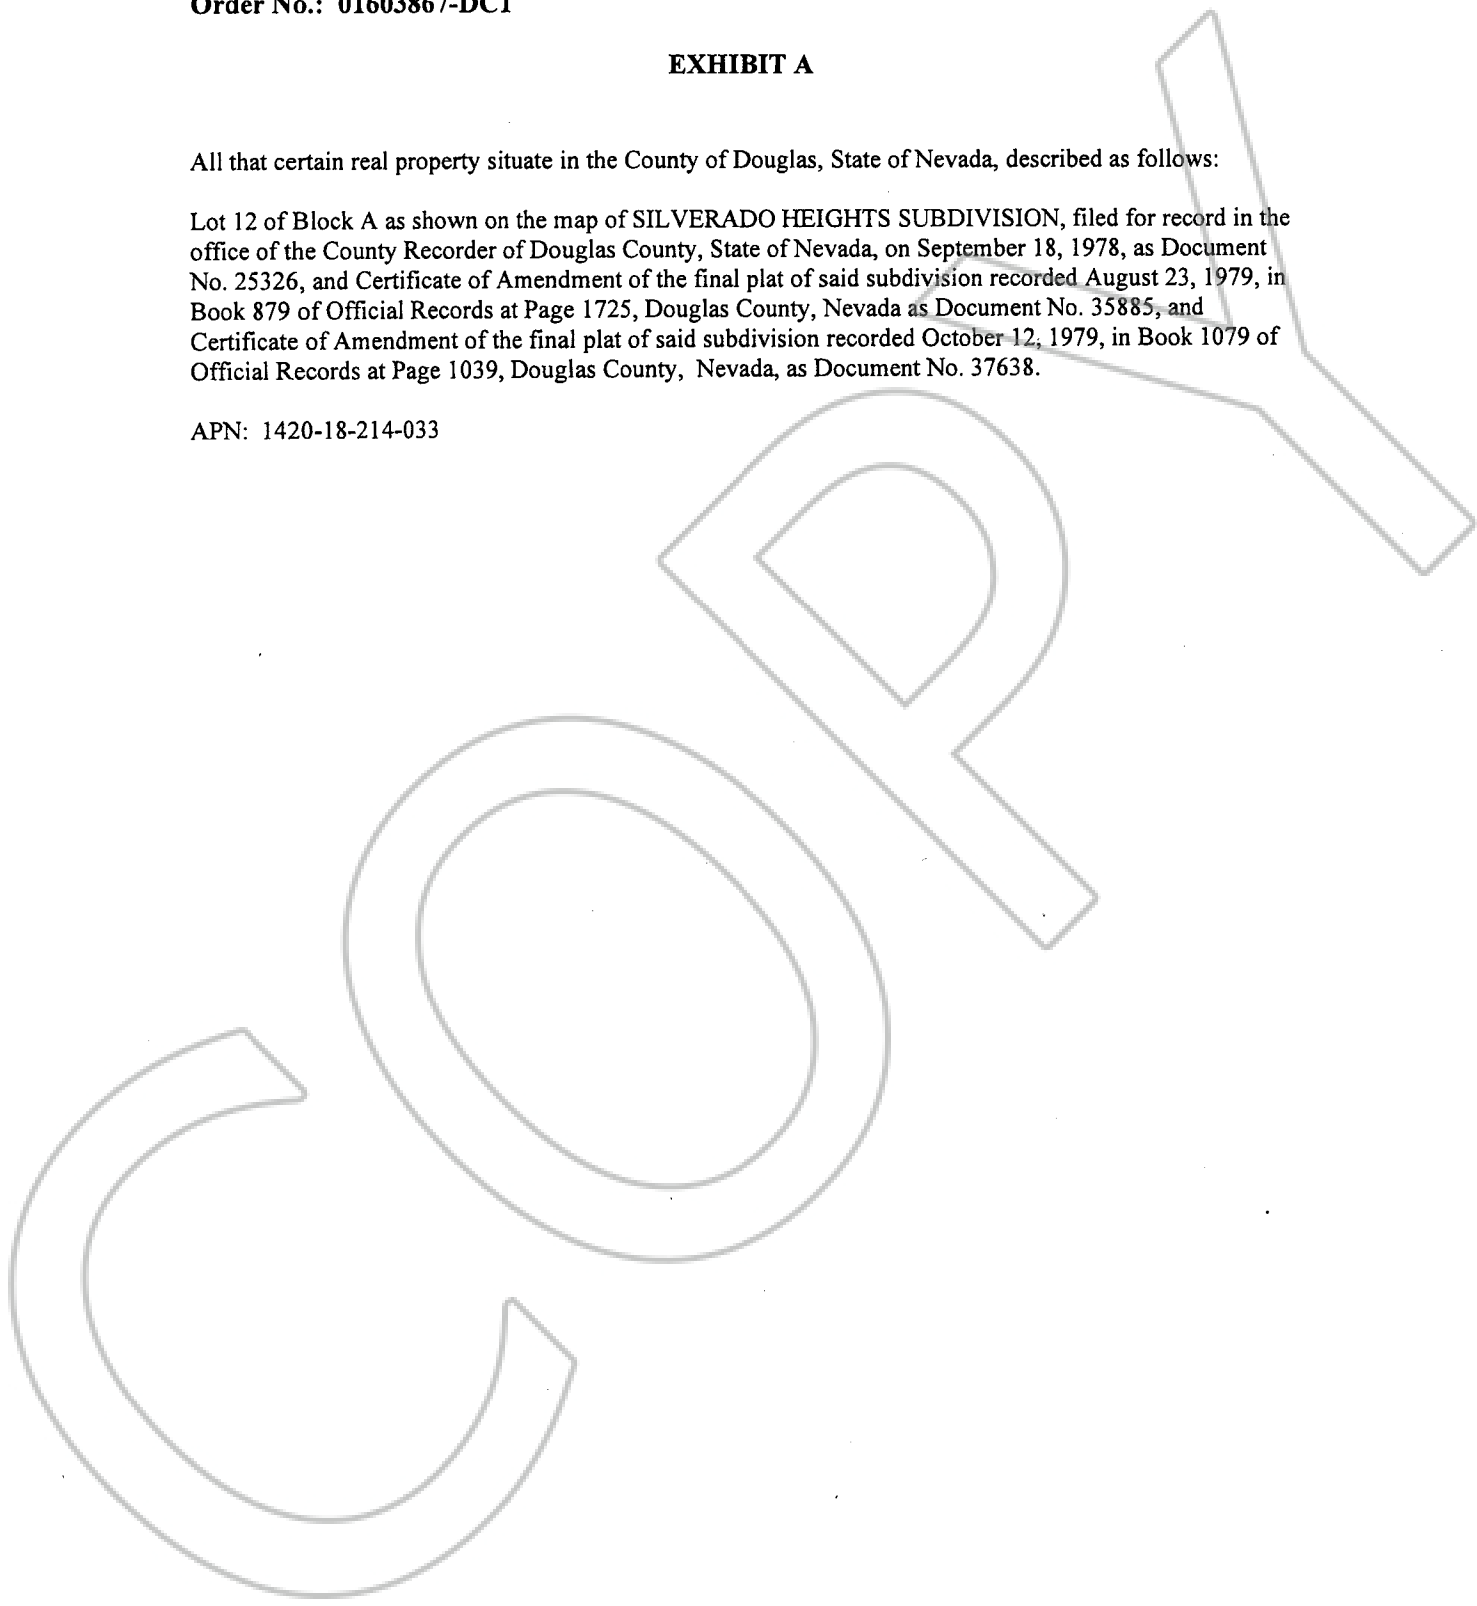 Order No.: 01603867-DC1
EXHIBIT A
All that certain real property situate in the County of Douglas, State of Nevada, described as follows:
Lot 12 of Block A as shown on the map of SILVERADO HEIGHTS SUBDIVISION, filed for record in the
office of the County Recorder of Douglas County, State of Nevada, on September 18, 1978, as Document
No. 25326, and Certificate of Amendment of the final plat of said subdivision recorded August 23, 1979, in
Book 879 of Official Records at Page 1725, Douglas County, Nevada as Document No. 35885, and
Certificate of Amendment of the final plat of said subdivision recorded October 12, 1979, in Book 1079 of
Official Records at Page 1039, Douglas County, Nevada, as Document No. 37638.
APN: 1420-18-214-033
COPY